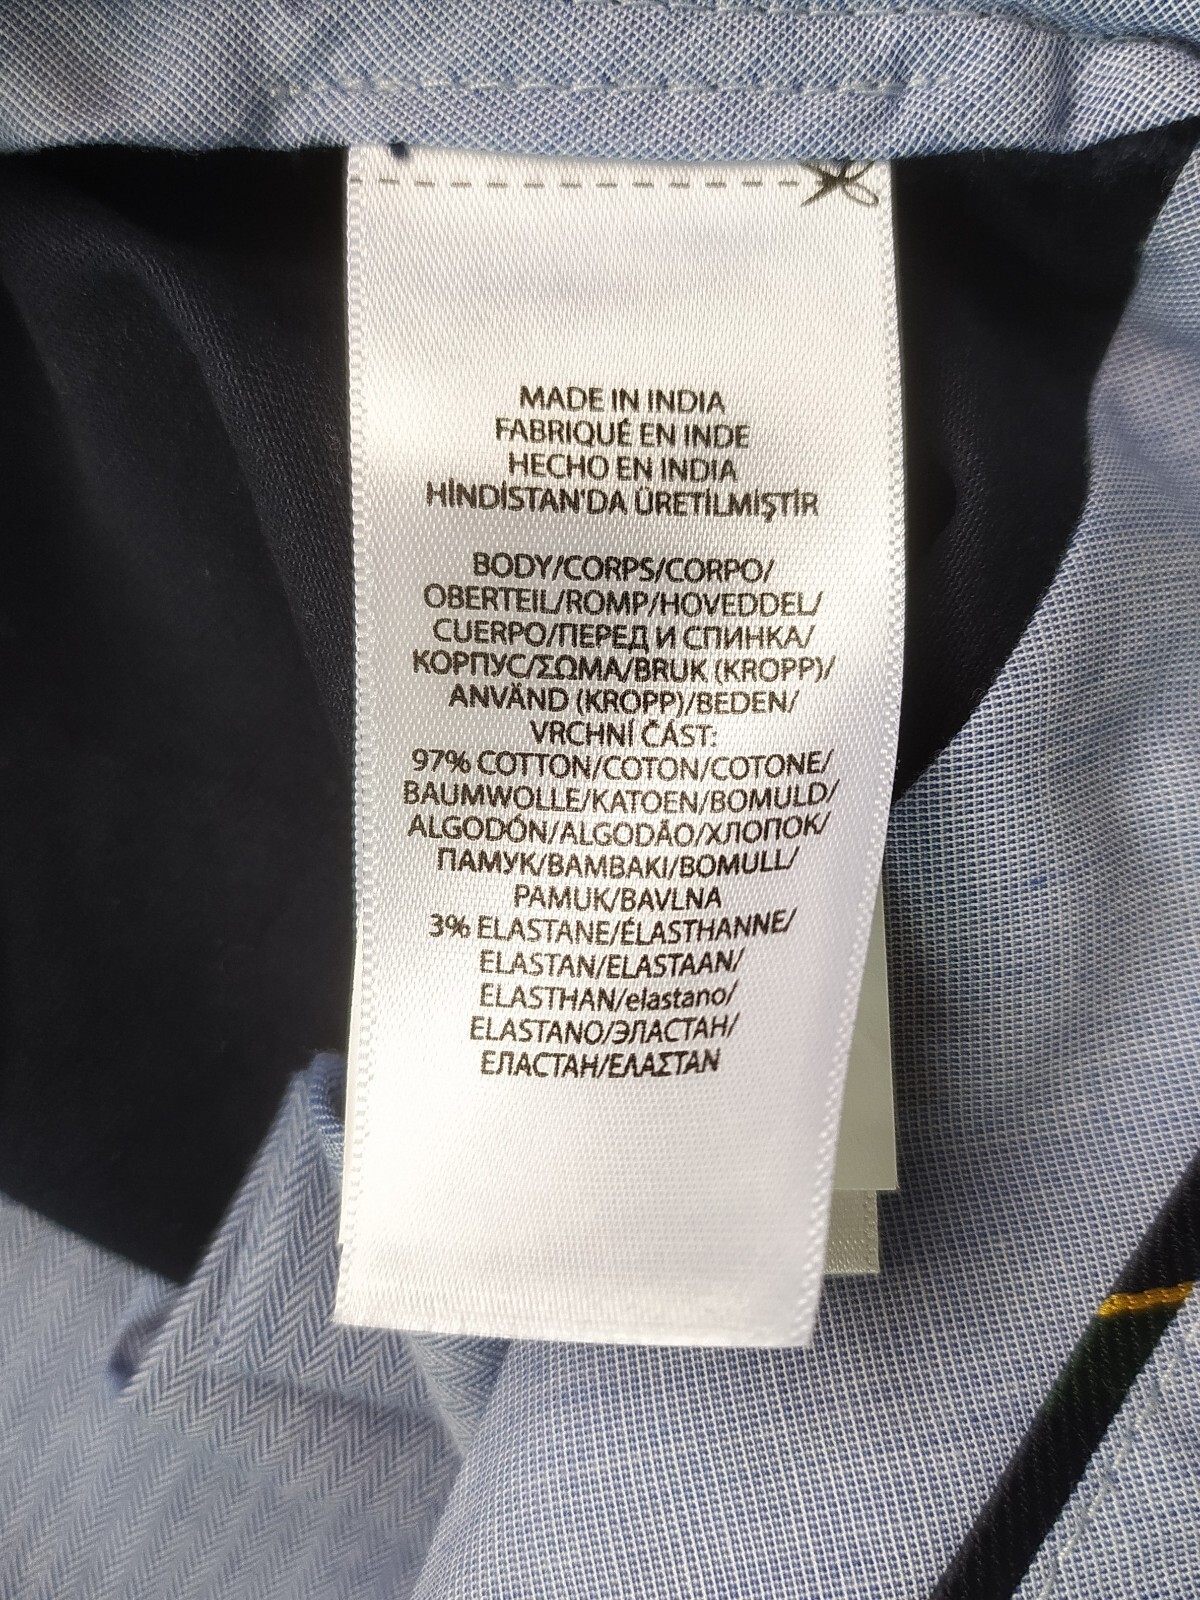 MADE IN INDIA
FABRIQUÉ EN INDE
HECHO EN INDIA
HİNDİSTAN'DA ÜRETİLMİŞTİR
BODY/CORPS/CORPO/
OBERTEIL/ROMP/HOVEDDEL/
CUERPO/ПЕРЕД И СПИНКА/
КОРПУС/ΣΩΜΑ/BRUK (KROPP)/
ANVÄND (KROPP)/BEDEN/
VRCHNÍ ČÁST:
97% COTTON/COTON/COTONE/
BAUMWOLLE/KATOEN/BOMULD/
ALGODÓN/ALGODÃO/ХЛОПОК/
ПАМУК/BAMBAKI/BOMULL/
PAMUK/BAVLNA
3% ELASTANE/ÉLASTHANNE/
ELASTAN/ELASTAAN/
ELASTHAN/elastano/
ELASTANO/ЭЛАСТАН/
ЕЛАСТАН/ΕΛΑΣΤΑΝ